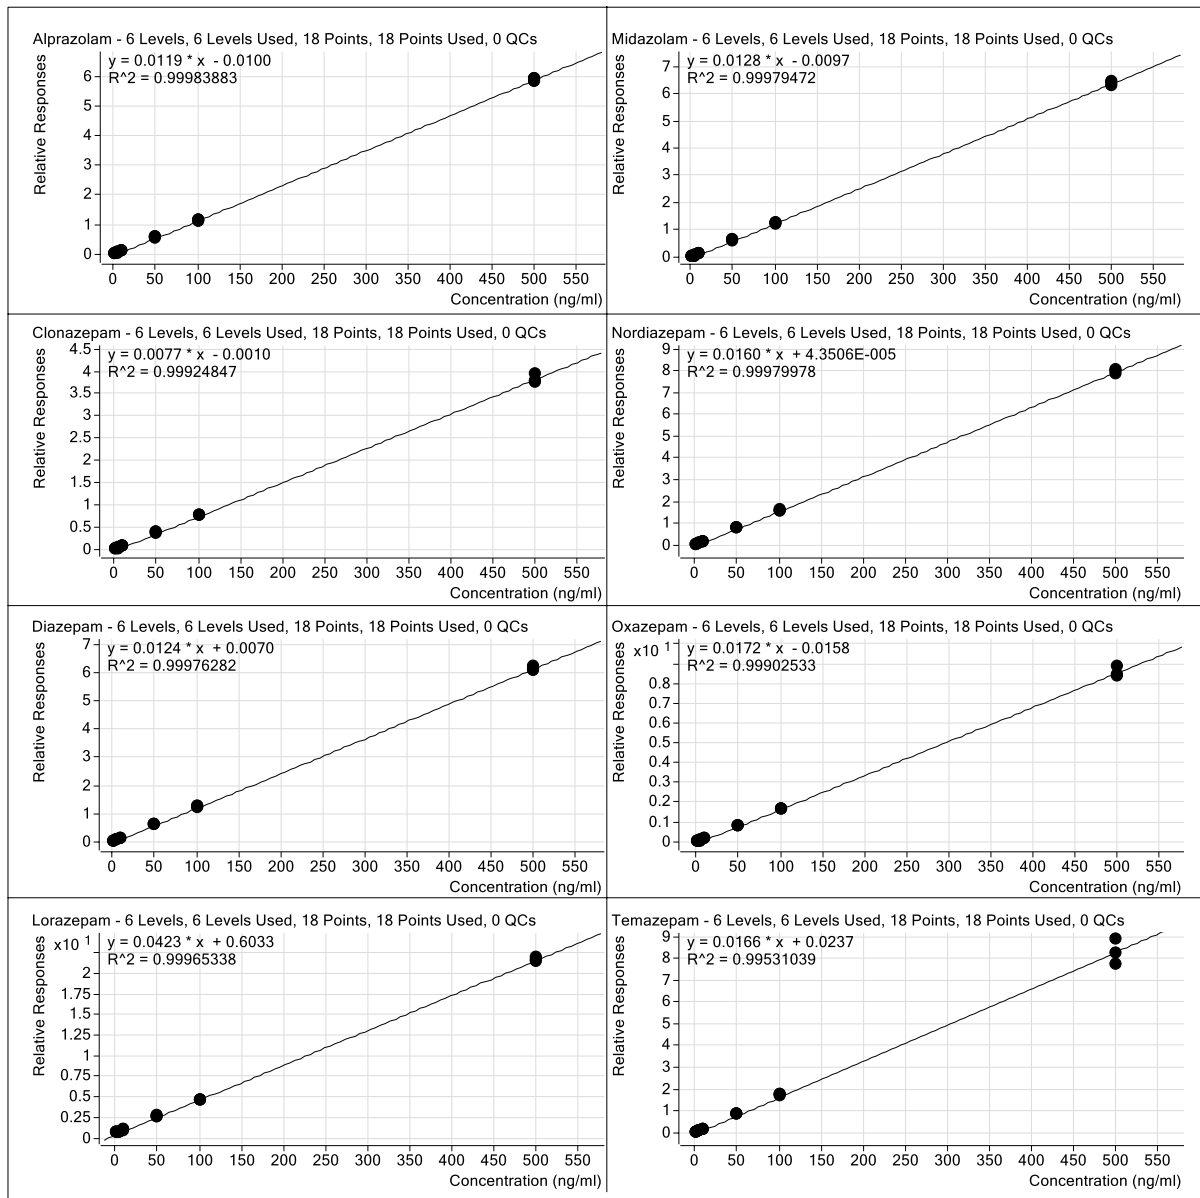 Alprazolam - 6 Levels, 6 Levels Used, 18 Points, 18 Points Used, 0 QCs
y = 0.0119 * x - 0.0100
R^2 = 0.99983883
Relative Responses
6
5
4
3
2
1
0
0 50 100 150 200 250 300 350 400 450 500 550
Concentration (ng/ml)
Midazolam - 6 Levels, 6 Levels Used, 18 Points, 18 Points Used, 0 QCs
y = 0.0128 * x - 0.0097
R^2 = 0.99979472
Relative Responses
7
6
5
4
3
2
1
0
0 50 100 150 200 250 300 350 400 450 500 550
Concentration (ng/ml)
Clonazepam - 6 Levels, 6 Levels Used, 18 Points, 18 Points Used, 0 QCs
y = 0.0077 * x - 0.0010
R^2 = 0.99924847
Relative Responses
4.5
4
3.5
3
2.5
2
1.5
1
0.5
0
0 50 100 150 200 250 300 350 400 450 500 550
Concentration (ng/ml)
Nordiazepam - 6 Levels, 6 Levels Used, 18 Points, 18 Points Used, 0 QCs
y = 0.0160 * x + 4.3506E-005
R^2 = 0.99979978
Relative Responses
9
8
7
6
5
4
3
2
1
0
0 50 100 150 200 250 300 350 400 450 500 550
Concentration (ng/ml)
Diazepam - 6 Levels, 6 Levels Used, 18 Points, 18 Points Used, 0 QCs
y = 0.0124 * x + 0.0070
R^2 = 0.99976282
Relative Responses
7
6
5
4
3
2
1
0
0 50 100 150 200 250 300 350 400 450 500 550
Concentration (ng/ml)
Oxazepam - 6 Levels, 6 Levels Used, 18 Points, 18 Points Used, 0 QCs
x10 1
y = 0.0172 * x - 0.0158
R^2 = 0.99902533
Relative Responses
0.8
0.7
0.6
0.5
0.4
0.3
0.2
0.1
0
0 50 100 150 200 250 300 350 400 450 500 550
Concentration (ng/ml)
Lorazepam - 6 Levels, 6 Levels Used, 18 Points, 18 Points Used, 0 QCs
x10 1
y = 0.0423 * x + 0.6033
R^2 = 0.99965338
Relative Responses
2
1.75
1.5
1.25
1
0.75
0.5
0.25
0
0 50 100 150 200 250 300 350 400 450 500 550
Concentration (ng/ml)
Temazepam - 6 Levels, 6 Levels Used, 18 Points, 18 Points Used, 0 QCs
y = 0.0166 * x + 0.0237
R^2 = 0.99531039
Relative Responses
9
8
7
6
5
4
3
2
1
0
0 50 100 150 200 250 300 350 400 450 500 550
Concentration (ng/ml)